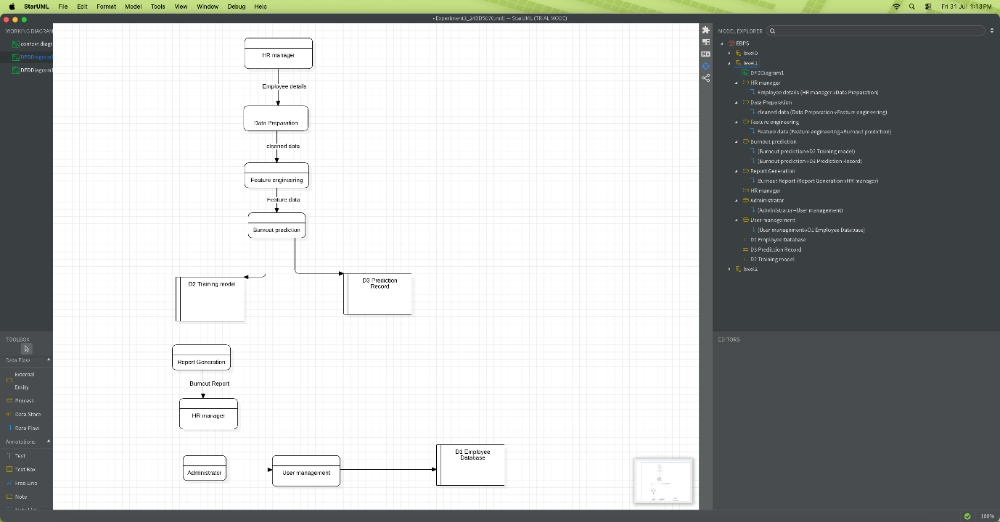 StarUML File Edit Format Model Tools View Window Debug Help
Fri 31 Jul 1:13 PM
• Experiment3_24BDS070.mdj — StarUML (TRIAL MODE)
WORKING DIAGRAM
context diagr
DFDDiagram1
DFDDiagram1
TOOLBOX
Data Flow
External
Entity
Process
Data Store
Data Flow
Annotations
Text
Text Box
Free Line
Note
Note Link
HR manager
Employee details
Data Preparation
cleaned data
Feature engineering
Feature data
Burnout prediction
D2 Training model
D3 Prediction
Record
Report Generation
Burnout Report
HR manager
Administrator
User management
D1 Employee
Database
MODEL EXPLORER
EBPS
level0
level1
DFDDiagram1
HR manager
Employee details (HR manager→Data Preparation)
Data Preparation
cleaned data (Data Preparation→Feature engineering)
Feature engineering
Feature data (Feature engineering→Burnout prediction)
Burnout prediction
(Burnout prediction→D2 Training model)
(Burnout prediction→D3 Prediction Record)
Report Generation
Burnout Report (Report Generation→HR manager)
HR manager
Administrator
(Administrator→User management)
User management
(User management→D1 Employee Database)
D1 Employee Database
D3 Prediction Record
D2 Training model
level2
EDITORS
100%